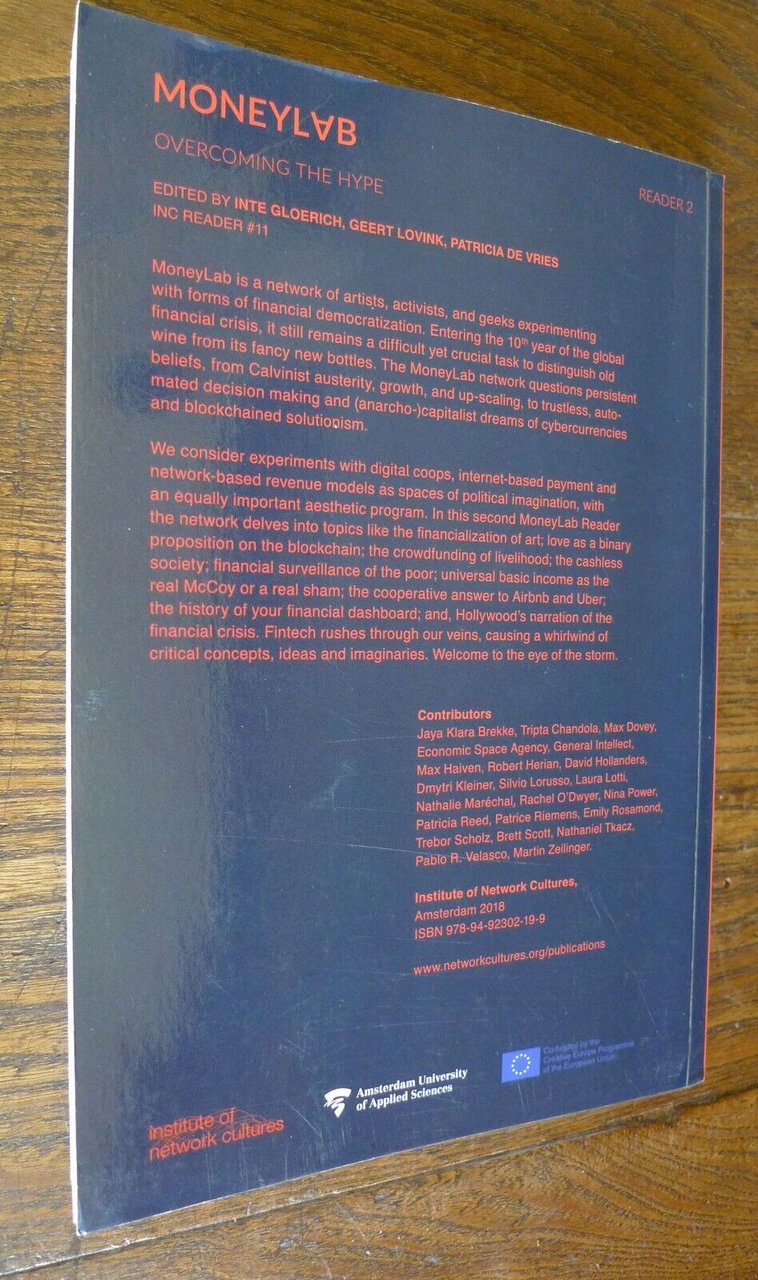 MONEYL∀B
OVERCOMING THE HYPE
READER 2
EDITED BY INTE GLOERICH, GEERT LOVINK, PATRICIA DE VRIES
INC READER #11
MoneyLab is a network of artists, activists, and geeks experimenting
with forms of financial democratization. Entering the 10th year of the global
financial crisis, it still remains a difficult yet crucial task to distinguish old
wine from its fancy new bottles. The MoneyLab network questions persistent
beliefs, from Calvinist austerity, growth, and up-scaling, to trustless, auto-
mated decision making and (anarcho-)capitalist dreams of cybercurrencies
and blockchained solutionism.
We consider experiments with digital coops, internet-based payment and
network-based revenue models as spaces of political imagination, with
an equally important aesthetic program. In this second MoneyLab Reader
the network delves into topics like the financialization of art; love as a binary
proposition on the blockchain; the crowdfunding of livelihood; the cashless
society; financial surveillance of the poor; universal basic income as the
real McCoy or a real sham; the cooperative answer to Airbnb and Uber;
the history of your financial dashboard; and, Hollywood's narration of the
financial crisis. Fintech rushes through our veins, causing a whirlwind of
critical concepts, ideas and imaginaries. Welcome to the eye of the storm.
Contributors
Jaya Klara Brekke, Tripta Chandola, Max Dovey,
Economic Space Agency, General Intellect,
Max Haiven, Robert Herian, David Hollanders,
Dmytri Kleiner, Silvio Lorusso, Laura Lotti,
Nathalie Maréchal, Rachel O'Dwyer, Nina Power,
Patricia Reed, Patrice Riemens, Emily Rosamond,
Trebor Scholz, Brett Scott, Nathaniel Tkacz,
Pablo R. Velasco, Martin Zeilinger.
Institute of Network Cultures,
Amsterdam 2018
ISBN 978-94-92302-19-9
www.networkcultures.org/publications
institute of
network cultures
Amsterdam University
of Applied Sciences
Co-funded by the
Creative Europe Programme
of the European Union